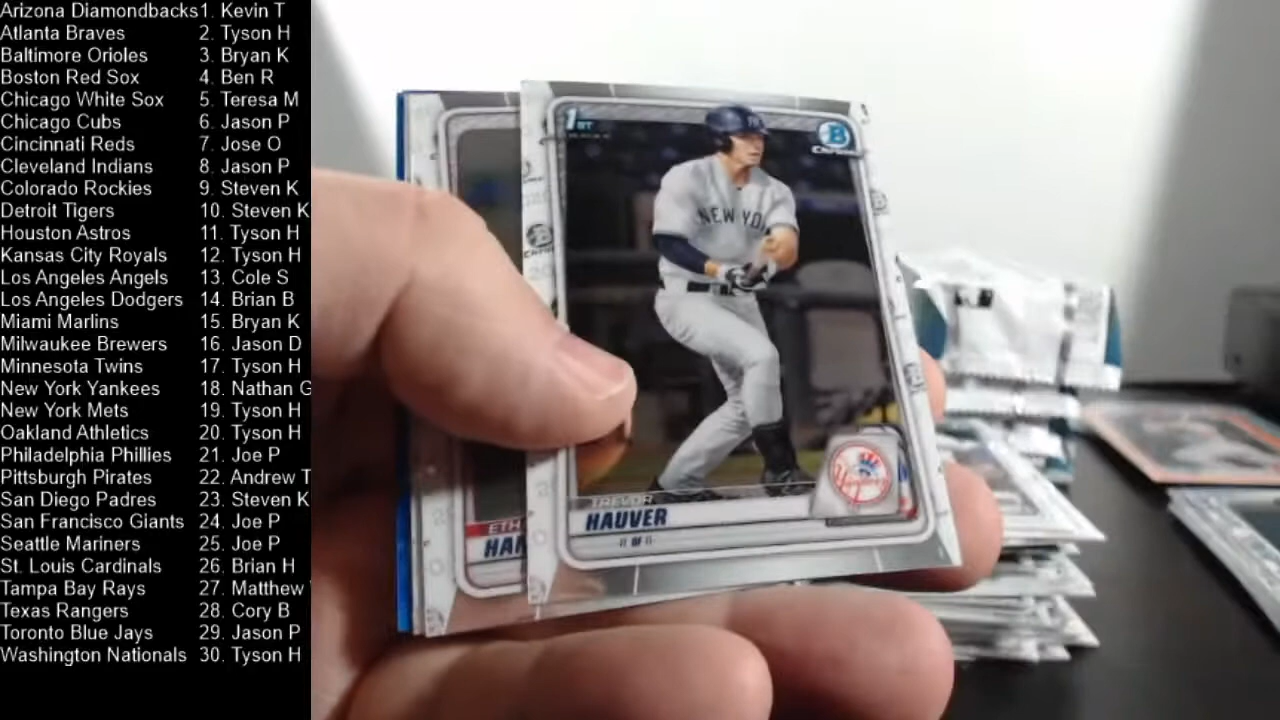 Arizona Diamondbacks 1. Kevin T
Atlanta Braves 2. Tyson H
Baltimore Orioles 3. Bryan K
Boston Red Sox 4. Ben R
Chicago White Sox 5. Teresa M
Chicago Cubs 6. Jason P
Cincinnati Reds 7. Jose O
Cleveland Indians 8. Jason P
Colorado Rockies 9. Steven K
Detroit Tigers 10. Steven K
Houston Astros 11. Tyson H
Kansas City Royals 12. Tyson H
Los Angeles Angels 13. Cole S
Los Angeles Dodgers 14. Brian B
Miami Marlins 15. Bryan K
Milwaukee Brewers 16. Jason D
Minnesota Twins 17. Tyson H
New York Yankees 18. Nathan G
New York Mets 19. Tyson H
Oakland Athletics 20. Tyson H
Philadelphia Phillies 21. Joe P
Pittsburgh Pirates 22. Andrew T
San Diego Padres 23. Steven K
San Francisco Giants 24. Joe P
Seattle Mariners 25. Joe P
St. Louis Cardinals 26. Brian H
Tampa Bay Rays 27. Matthew
Texas Rangers 28. Cory B
Toronto Blue Jays 29. Jason P
Washington Nationals 30. Tyson H
1ST
B
NEW YO
TREVOR
HAUVER
OF
Yankees
ETH
HAN